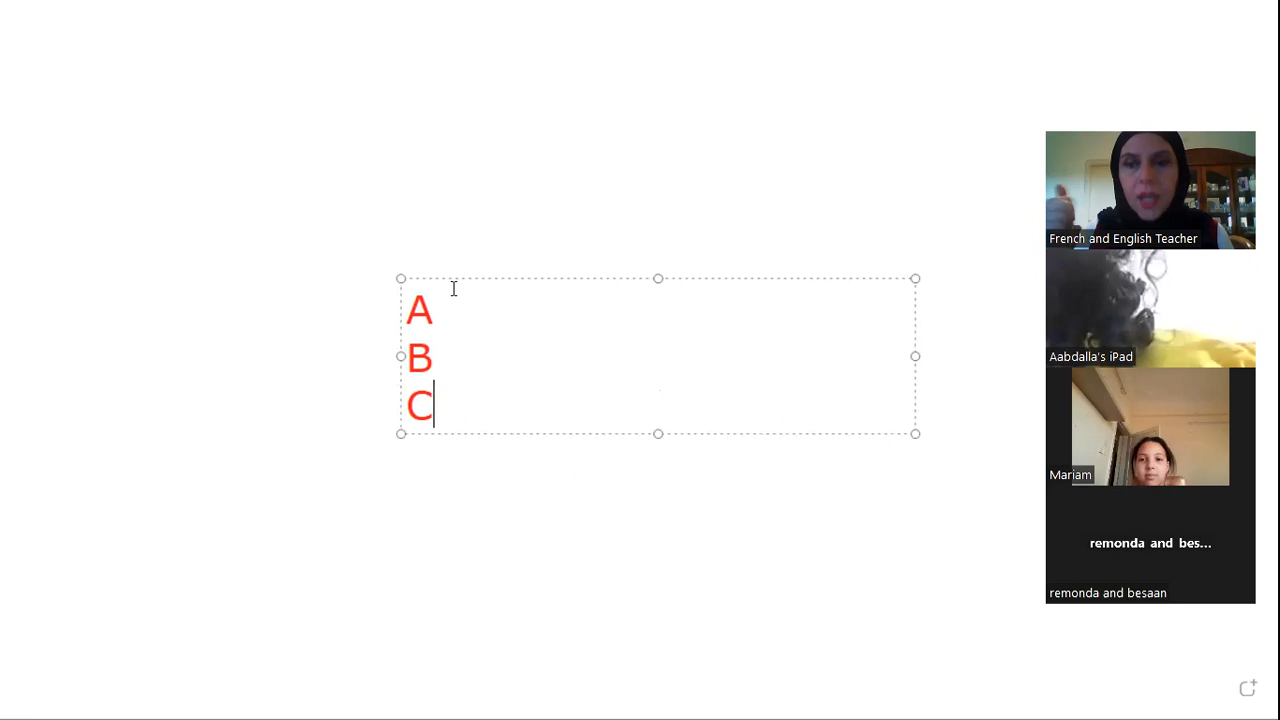 A
B
C
French and English Teacher
Aabdalla's iPad
Mariam
remonda and bes...
remonda and besaan